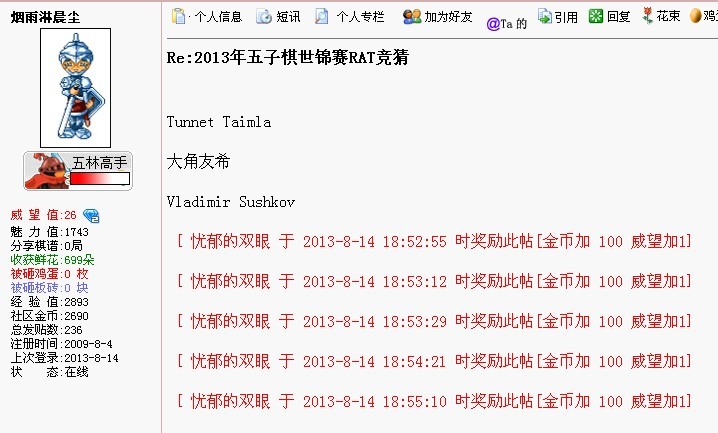 烟雨淋晨尘
个人信息 短讯 个人专栏 加为好友 @Ta 的 引用 回复 花束
Re:2013年五子棋世锦赛RAT竞猜
Tunnet Taimla
大角友希
Vladimir Sushkov
五林高手
威 望 值:26
魅 力 值:1743
分享棋谱:0局
收获鲜花:699朵
被砸鸡蛋:0 枚
被砸板砖:0 块
经 验 值:2893
社区金币:2690
总发贴数:236
注册时间:2009-8-4
上次登录:2013-8-14
状 态:在线
[ 忧郁的双眼 于 2013-8-14 18:52:55 时奖励此帖[金币加 100 威望加1]
[ 忧郁的双眼 于 2013-8-14 18:53:12 时奖励此帖[金币加 100 威望加1]
[ 忧郁的双眼 于 2013-8-14 18:53:29 时奖励此帖[金币加 100 威望加1]
[ 忧郁的双眼 于 2013-8-14 18:54:21 时奖励此帖[金币加 100 威望加1]
[ 忧郁的双眼 于 2013-8-14 18:55:10 时奖励此帖[金币加 100 威望加1]